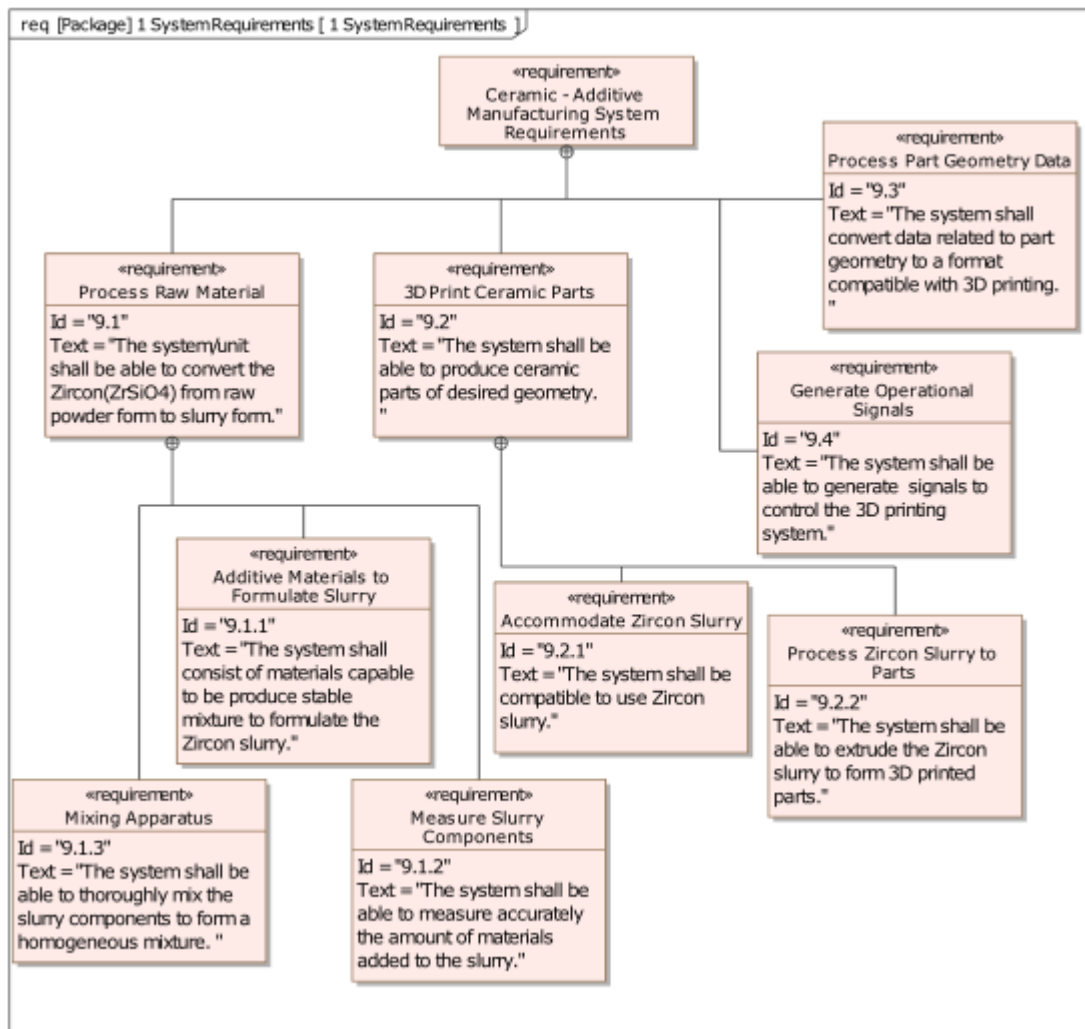 req [Package] 1 SystemRequirements [ 1 SystemRequirements ]
«requirement»
Ceramic - Additive
Manufacturing System
Requirements
«requirement»
Process Part Geometry Data
Id = "9.3"
Text = "The system shall
convert data related to part
geometry to a format
compatible with 3D printing.
"
«requirement»
Process Raw Material
Id = "9.1"
Text = "The system/unit
shall be able to convert the
Zircon(ZrSiO4) from raw
powder form to slurry form."
«requirement»
3D Print Ceramic Parts
Id = "9.2"
Text = "The system shall be
able to produce ceramic
parts of desired geometry.
"
«requirement»
Generate Operational
Signals
Id = "9.4"
Text = "The system shall be
able to generate signals to
control the 3D printing
system."
«requirement»
Additive Materials to
Formulate Slurry
Id = "9.1.1"
Text = "The system shall
consist of materials capable
to be produce stable
mixture to formulate the
Zircon slurry."
«requirement»
Accommodate Zircon Slurry
Id = "9.2.1"
Text = "The system shall be
compatible to use Zircon
slurry."
«requirement»
Process Zircon Slurry to
Parts
Id = "9.2.2"
Text = "The system shall be
able to extrude the Zircon
slurry to form 3D printed
parts."
«requirement»
Mixing Apparatus
Id = "9.1.3"
Text = "The system shall be
able to thoroughly mix the
slurry components to form a
homogeneous mixture. "
«requirement»
Measure Slurry
Components
Id = "9.1.2"
Text = "The system shall be
able to measure accurately
the amount of materials
added to the slurry."